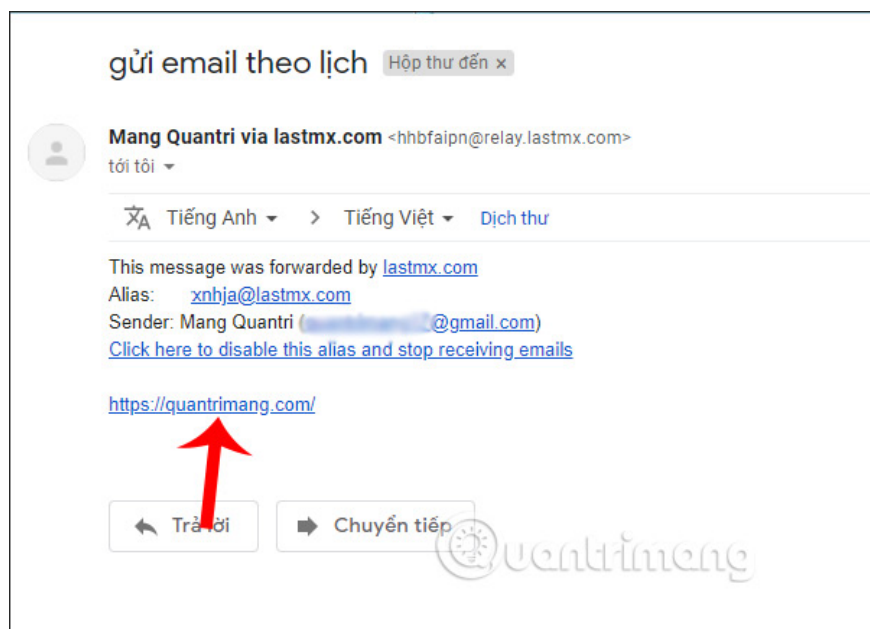 gửi email theo lịch Hộp thư đến x
Mang Quantri via lastmx.com <hhbfaipn@relay.lastmx.com>
tới tôi
Tiếng Anh > Tiếng Việt Dịch thư
This message was forwarded by lastmx.com
Alias: xnhja@lastmx.com
Sender: Mang Quantri (@gmail.com)
Click here to disable this alias and stop receiving emails
https://quantrimang.com/
Trả lời Chuyển tiếp
Quantrimang